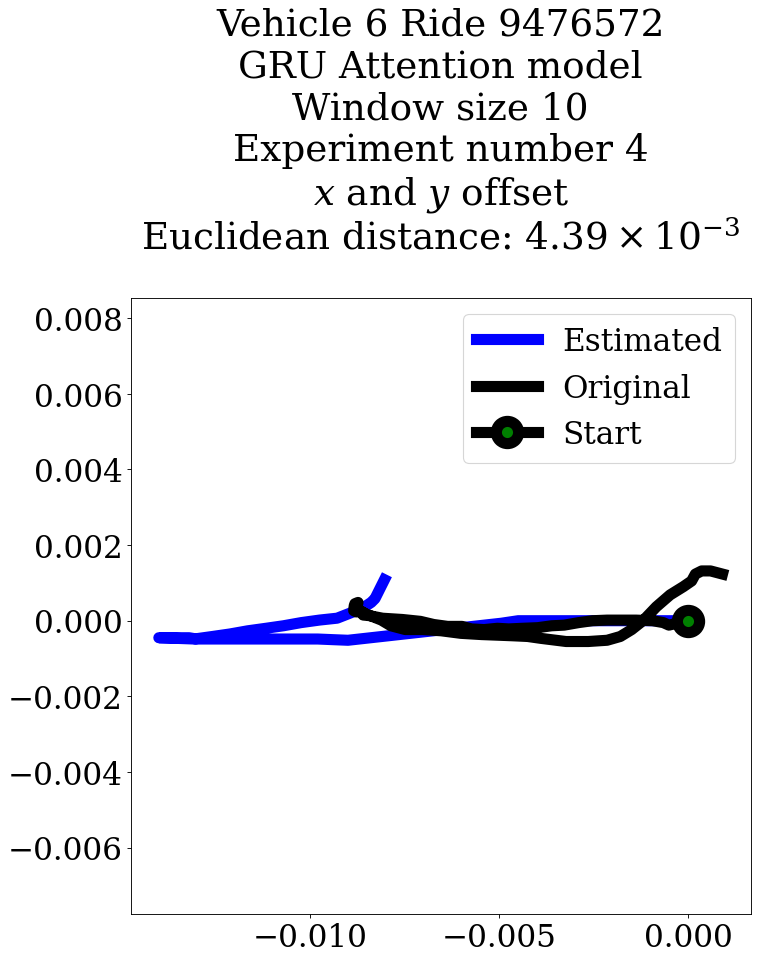 Vehicle 6 Ride 9476572
GRU Attention model
Window size 10
Experiment number 4
x and y offset
Euclidean distance: 4.39 × 10⁻³
0.008
0.006
0.004
0.002
0.000
−0.002
−0.004
−0.006
Estimated
Original
Start
−0.010
−0.005
0.000